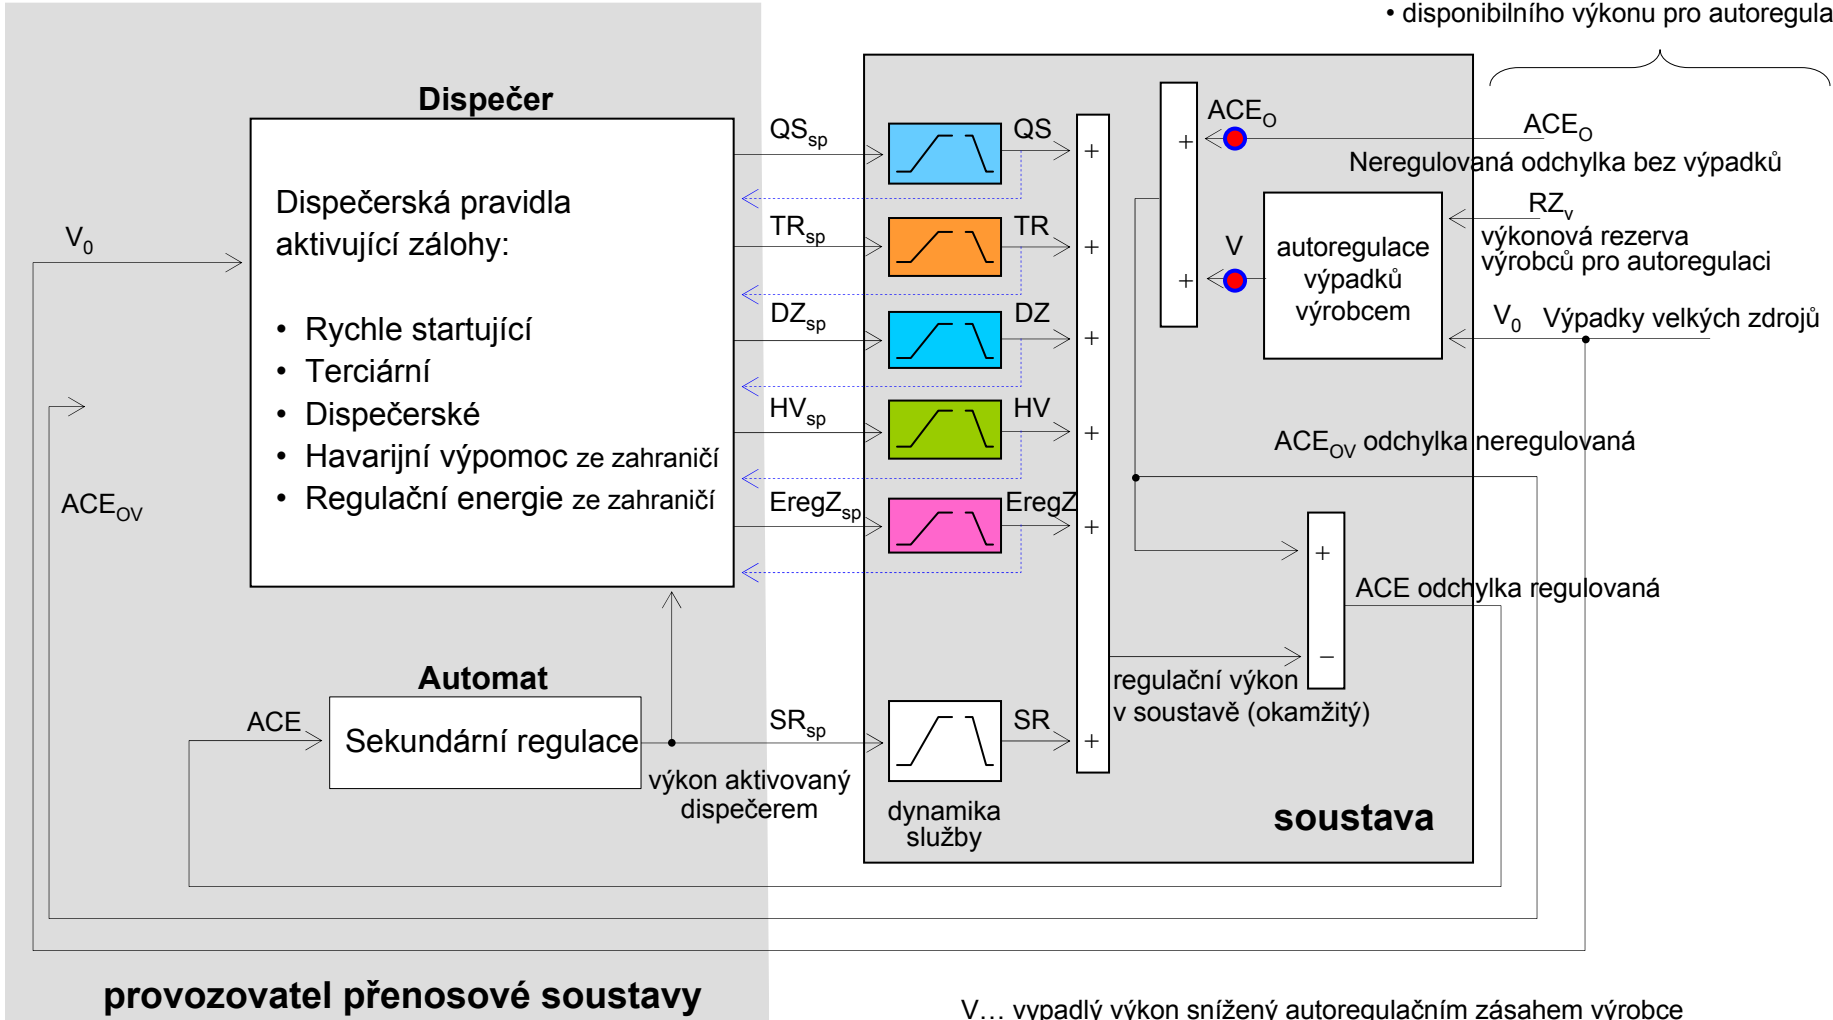 • disponibilního výkonu pro autoregula
Dispečer
Dispečerská pravidla
aktivující zálohy:
• Rychle startující
• Terciární
• Dispečerské
• Havarijní výpomoc ze zahraničí
• Regulační energie ze zahraničí
V0
ACEOV
QSsp
TRsp
DZsp
HVsp
EregZsp
QS
TR
DZ
HV
EregZ
+
+
+
+
+
+
ACEO
+
V
+
ACEO
Neregulovaná odchylka bez výpadků
RZv
výkonová rezerva
výrobců pro autoregulaci
autoregulace
výpadků
výrobcem
V0 Výpadky velkých zdrojů
ACEOV odchylka neregulovaná
+
ACE odchylka regulovaná
−
regulační výkon
v soustavě (okamžitý)
Automat
ACE
Sekundární regulace
SRsp
SR
výkon aktivovaný
dispečerem
dynamika
služby
soustava
provozovatel přenosové soustavy
V… vypadlý výkon snížený autoregulačním zásahem výrobce